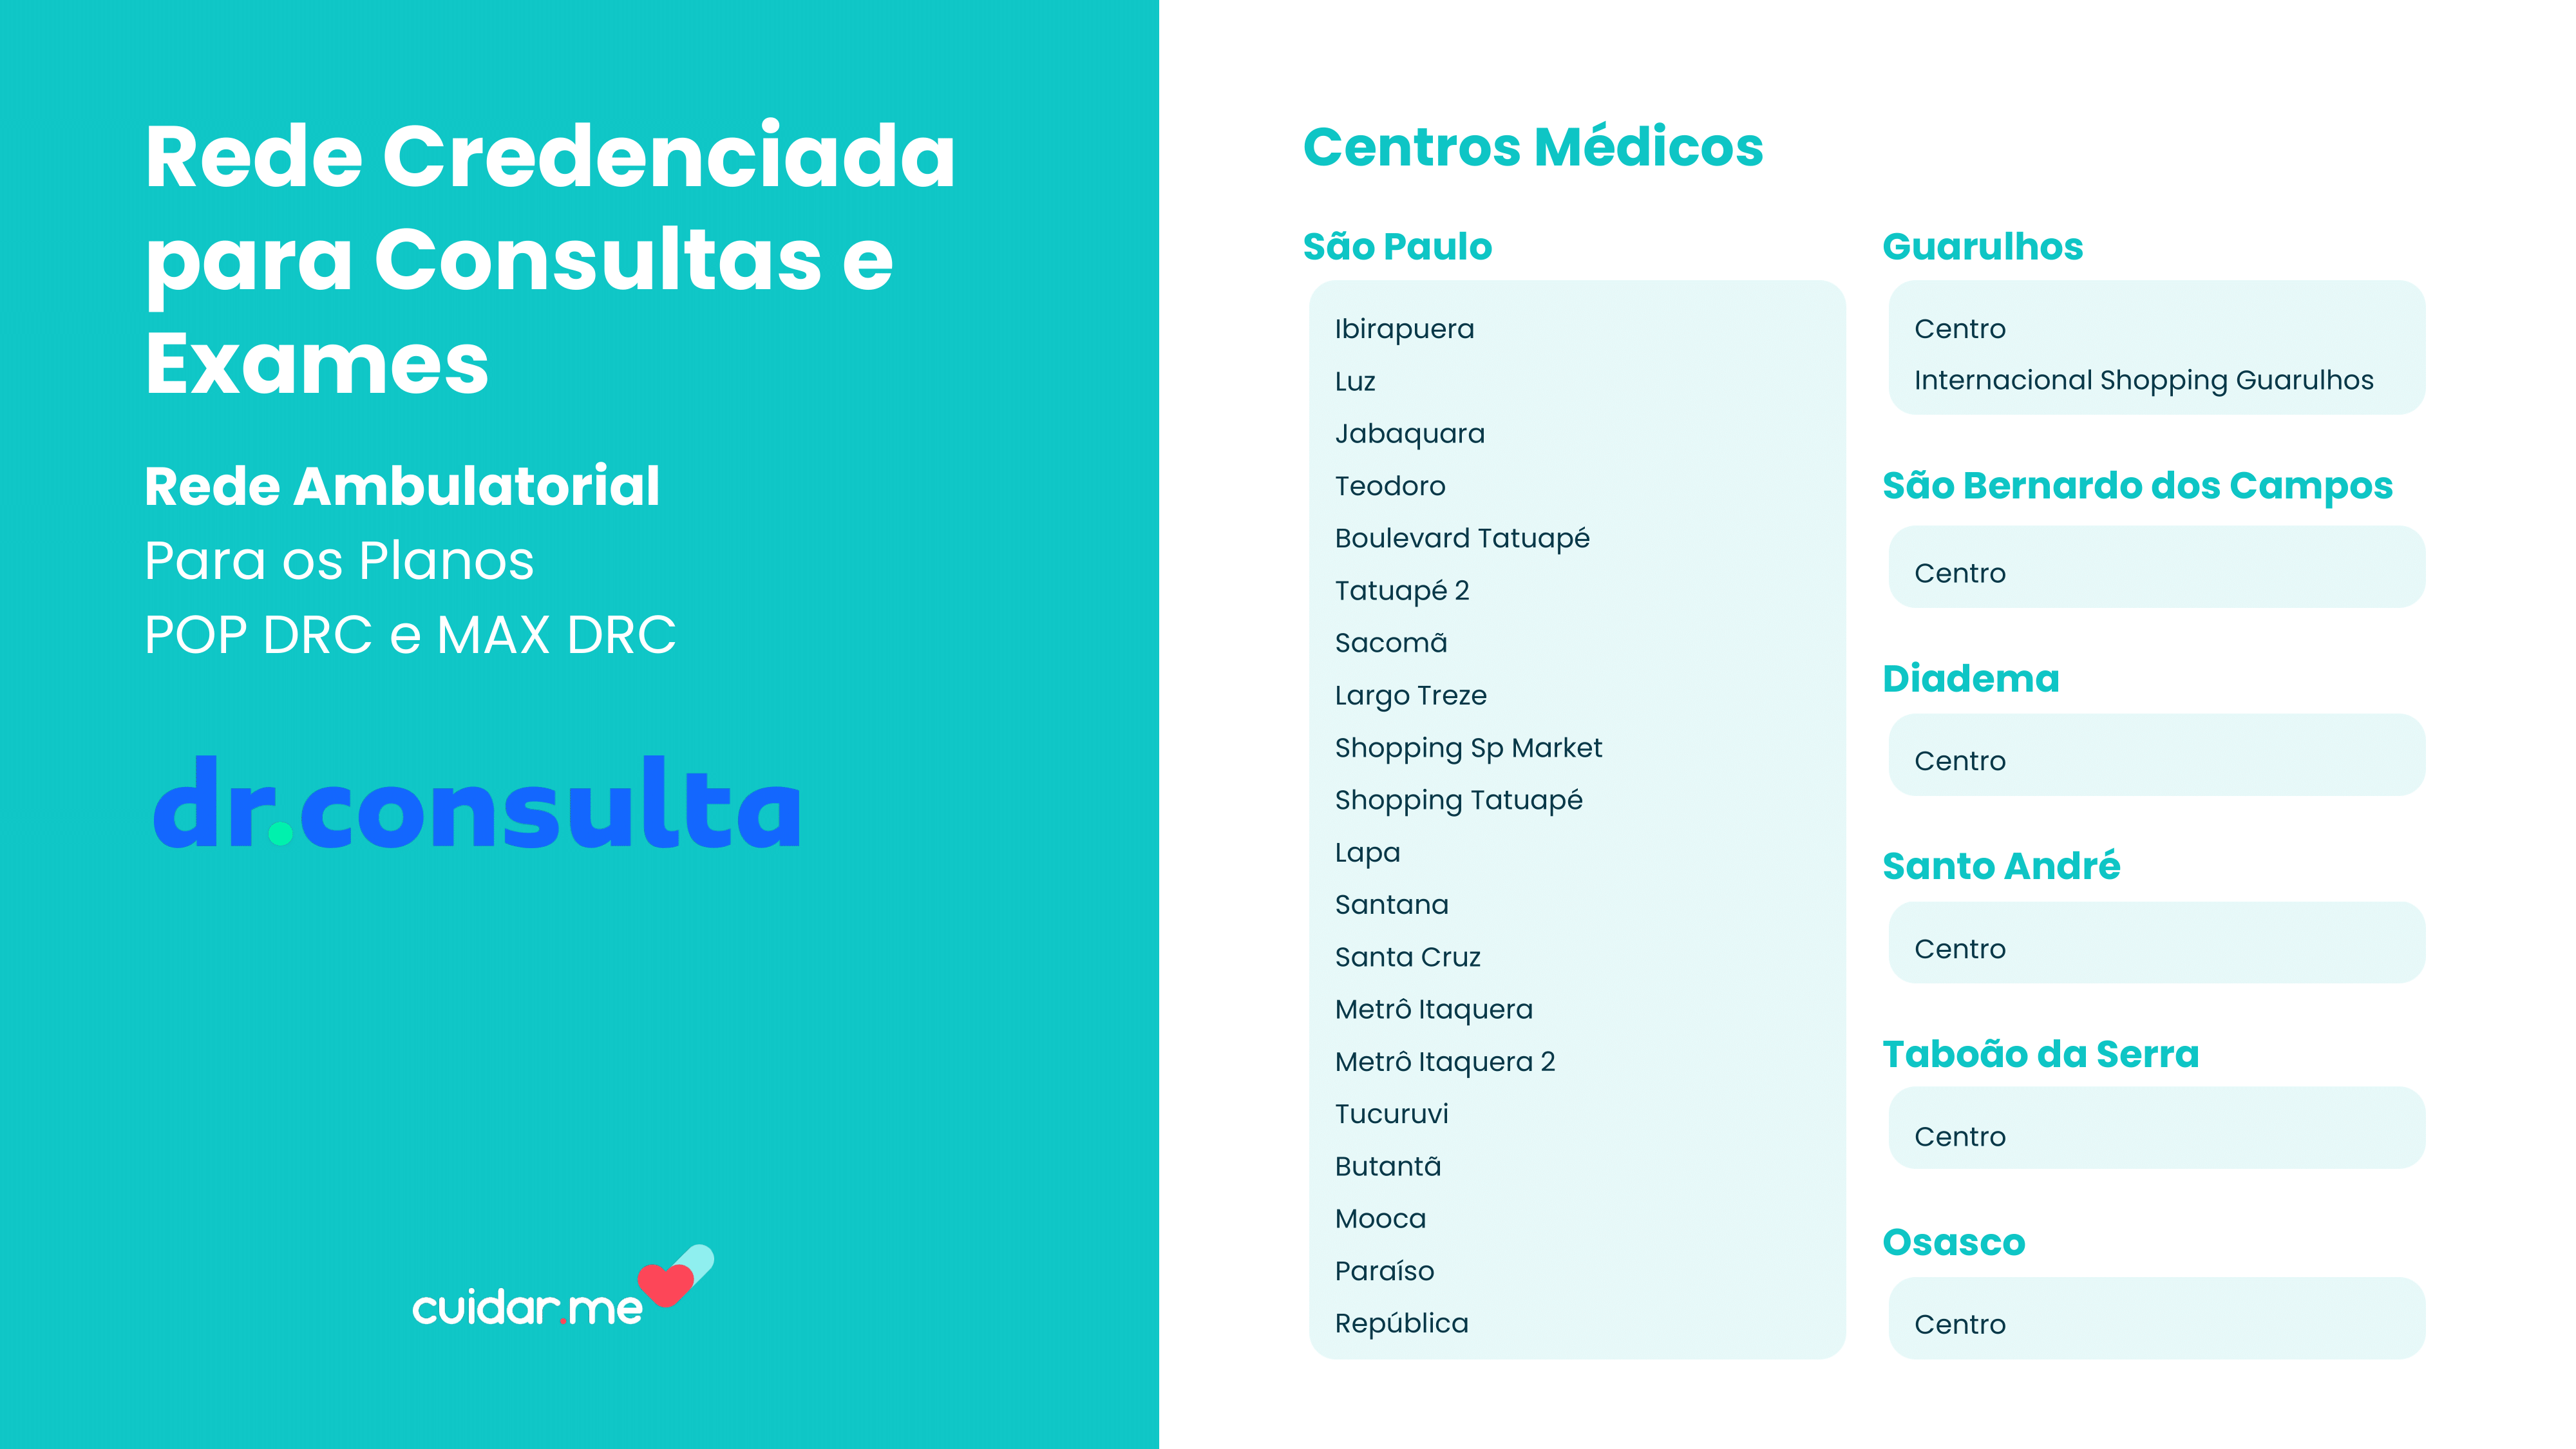 Rede Credenciada
para Consultas e
Exames
Rede Ambulatorial
Para os Planos
POP DRC e MAX DRC
dr.consulta
cuidar.me
Centros Médicos
São Paulo
Ibirapuera
Luz
Jabaquara
Teodoro
Boulevard Tatuapé
Tatuapé 2
Sacomã
Largo Treze
Shopping Sp Market
Shopping Tatuapé
Lapa
Santana
Santa Cruz
Metrô Itaquera
Metrô Itaquera 2
Tucuruvi
Butantã
Mooca
Paraíso
República
Guarulhos
Centro
Internacional Shopping Guarulhos
São Bernardo dos Campos
Centro
Diadema
Centro
Santo André
Centro
Taboão da Serra
Centro
Osasco
Centro